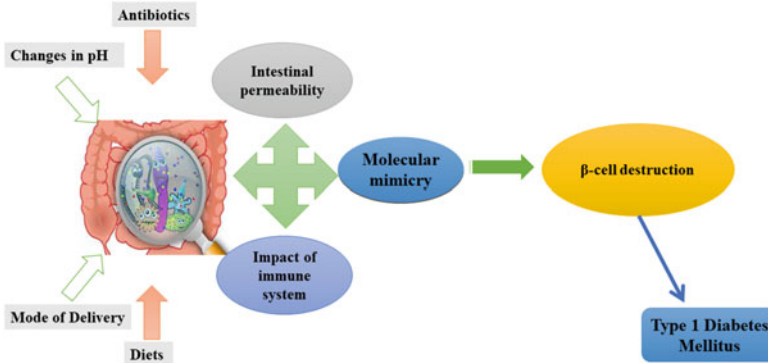 Antibiotics
Changes in pH
Intestinal
permeability
Molecular
mimicry
β-cell destruction
Impact of
immune
system
Mode of Delivery
Diets
Type 1 Diabetes
Mellitus